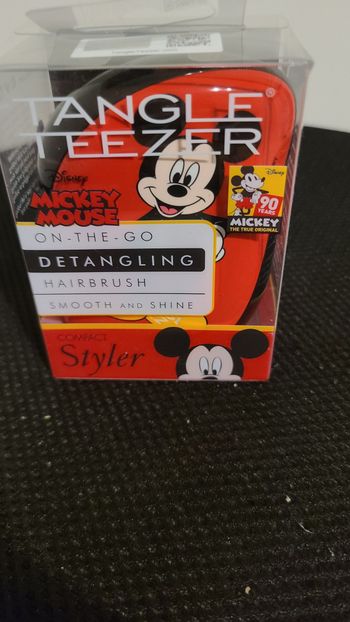 TANGLE
TEEZER®
Disney
MICKEY
MOUSE
ON-THE-GO
DETANGLING
HAIRBRUSH
SMOOTH AND SHINE
Disney
90
YEARS
MICKEY
THE TRUE ORIGINAL
COMPACT
Styler